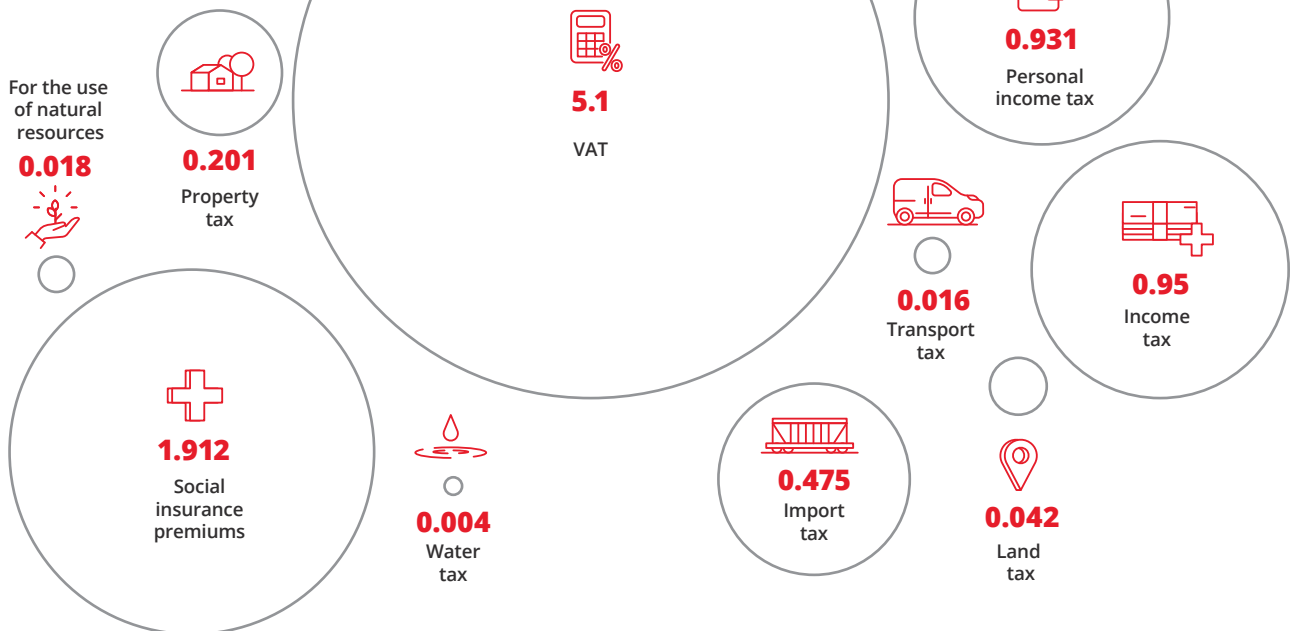 For the use
of natural
resources
0.018
0.201
Property
tax
5.1
VAT
0.931
Personal
income tax
0.016
Transport
tax
0.95
Income
tax
1.912
Social
insurance
premiums
0.004
Water
tax
0.475
Import
tax
0.042
Land
tax